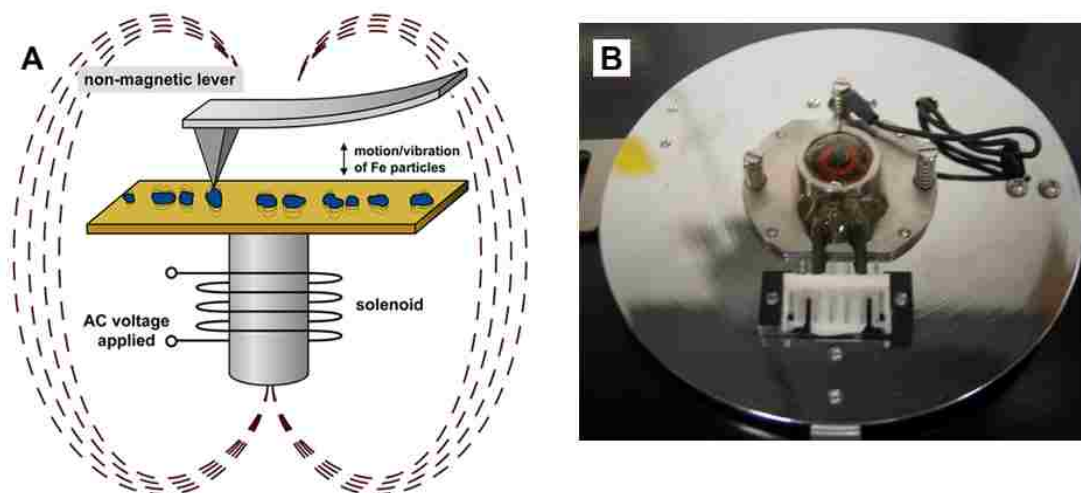 A
non-magnetic lever
motion/vibration
of Fe particles
AC voltage
applied
solenoid
B